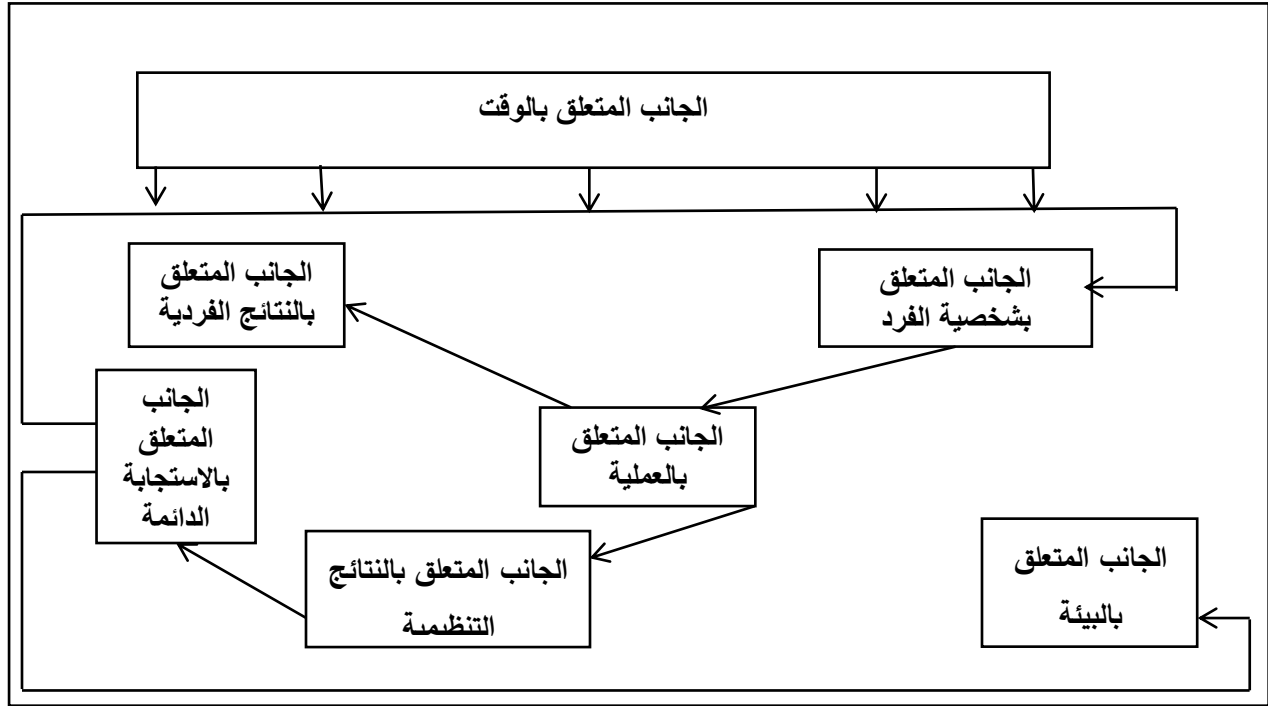 الجانب المتعلق بالوقت
الجانب المتعلق
بشخصية الفرد
الجانب المتعلق
بالنتائج الفردية
الجانب المتعلق
بالعملية
الجانب
المتعلق
بالاستجابة
الدائمة
الجانب المتعلق
بالبيئة
الجانب المتعلق بالنتائج
التنظيمية